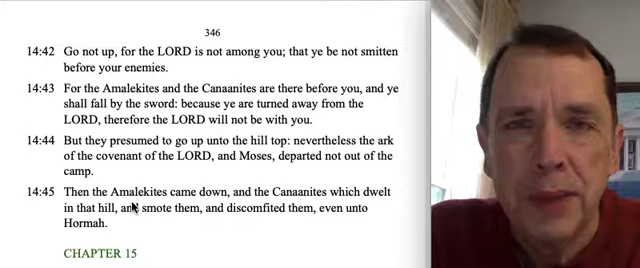 346
14:42 Go not up, for the LORD is not among you; that ye be not smitten
before your enemies.
14:43 For the Amalekites and the Canaanites are there before you, and ye
shall fall by the sword: because ye are turned away from the
LORD, therefore the LORD will not be with you.
14:44 But they presumed to go up unto the hill top: nevertheless the ark
of the covenant of the LORD, and Moses, departed not out of the
camp.
14:45 Then the Amalekites came down, and the Canaanites which dwelt
in that hill, and smote them, and discomfited them, even unto
Hormah.
CHAPTER 15